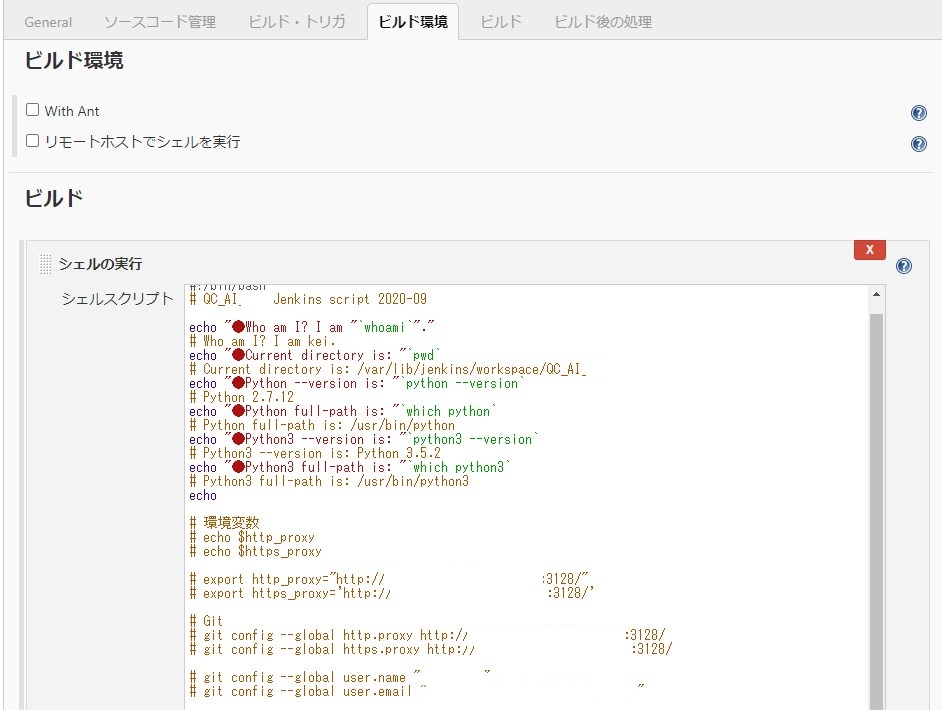 General ソースコード管理 ビルド・トリガ ビルド環境 ビルド ビルド後の処理
ビルド環境
With Ant
リモートホストでシェルを実行
ビルド
X
シェルの実行
シェルスクリプト
#!/bin/bash
# QC_AI_ Jenkins script 2020-09
echo "●Who am I? I am "`whoami`"."
# Who am I? I am kei.
echo "●Current directory is: "`pwd`
# Current directory is: /var/lib/jenkins/workspace/QC_AI_
echo "●Python --version is: "`python --version`
# Python 2.7.12
echo "●Python full-path is: "`which python`
# Python full-path is: /usr/bin/python
echo "●Python3 --version is: "`python3 --version`
# Python3 --version is: Python 3.5.2
echo "●Python3 full-path is: "`which python3`
# Python3 full-path is: /usr/bin/python3
echo
# 環境変数
# echo $http_proxy
# echo $https_proxy
# export http_proxy="http:// :3128/"
# export https_proxy='http:// :3128/'
# Git
# git config --global http.proxy http:// :3128/
# git config --global https.proxy http:// :3128/
# git config --global user.name " "
# git config --global user.email " "